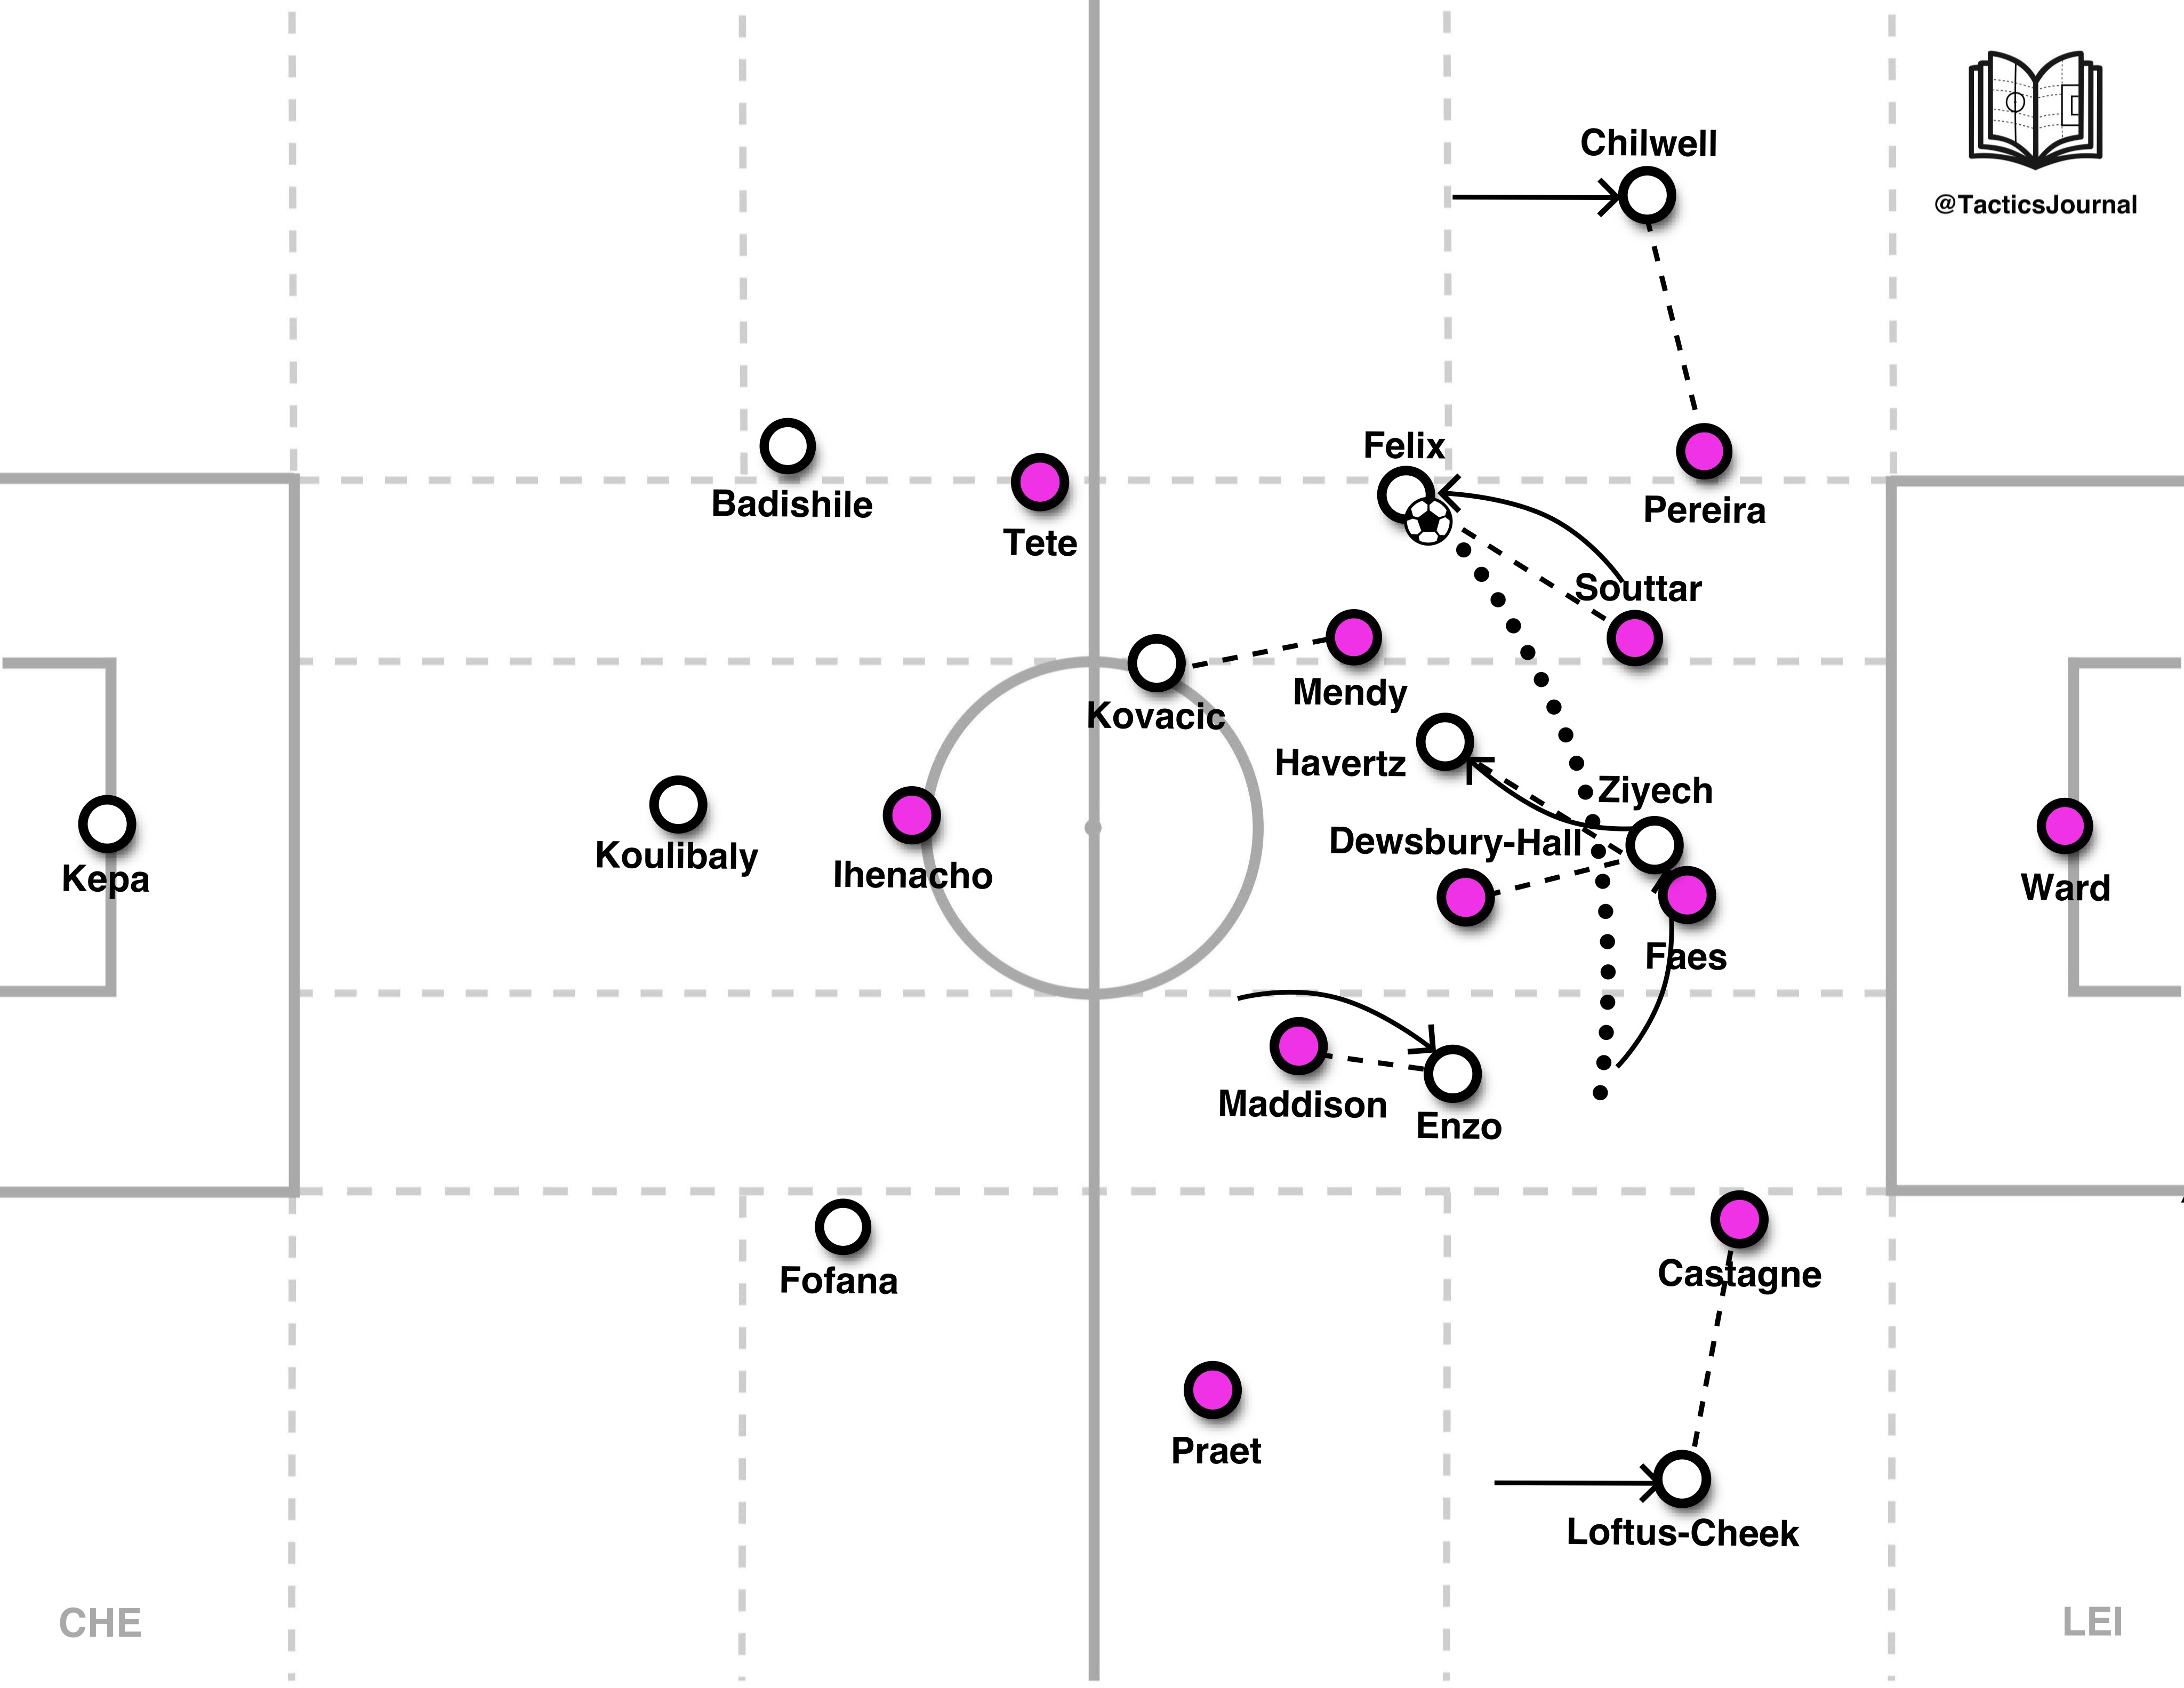 Chilwell
@TacticsJournal
Felix
Badishile
Pereira
Tete
Souttar
Mendy
Kovacic
Havertz
Ziyech
Dewsbury-Hall
Koulibaly
Ihenacho
Kepa
Ward
Faes
Maddison
Enzo
Castagne
Fofana
Praet
Loftus-Cheek
CHE
LEI